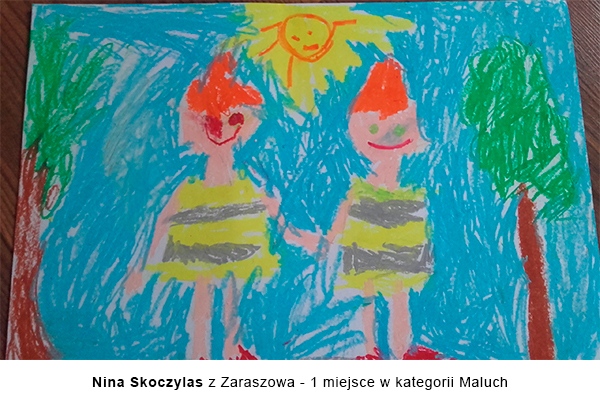 Nina Skoczylas z Zaraszowa - 1 miejsce w kategorii Maluch